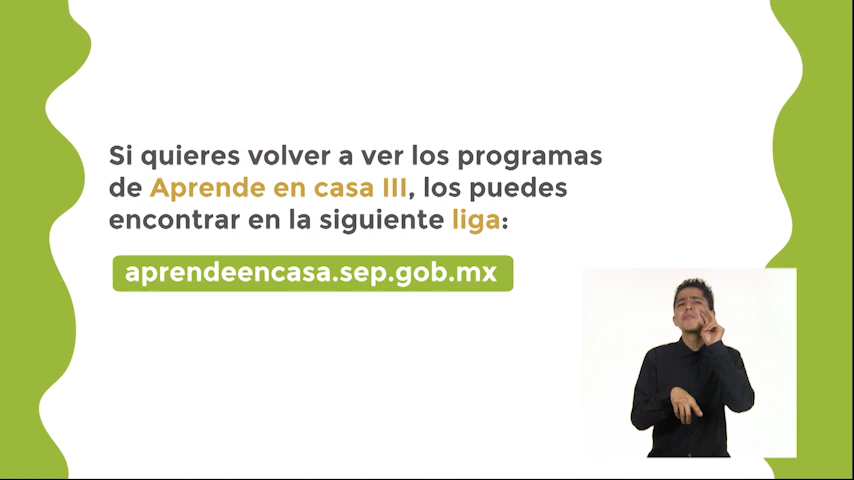 Si quieres volver a ver los programas
de Aprende en casa III, los puedes
encontrar en la siguiente liga:
aprendeencasa.sep.gob.mx